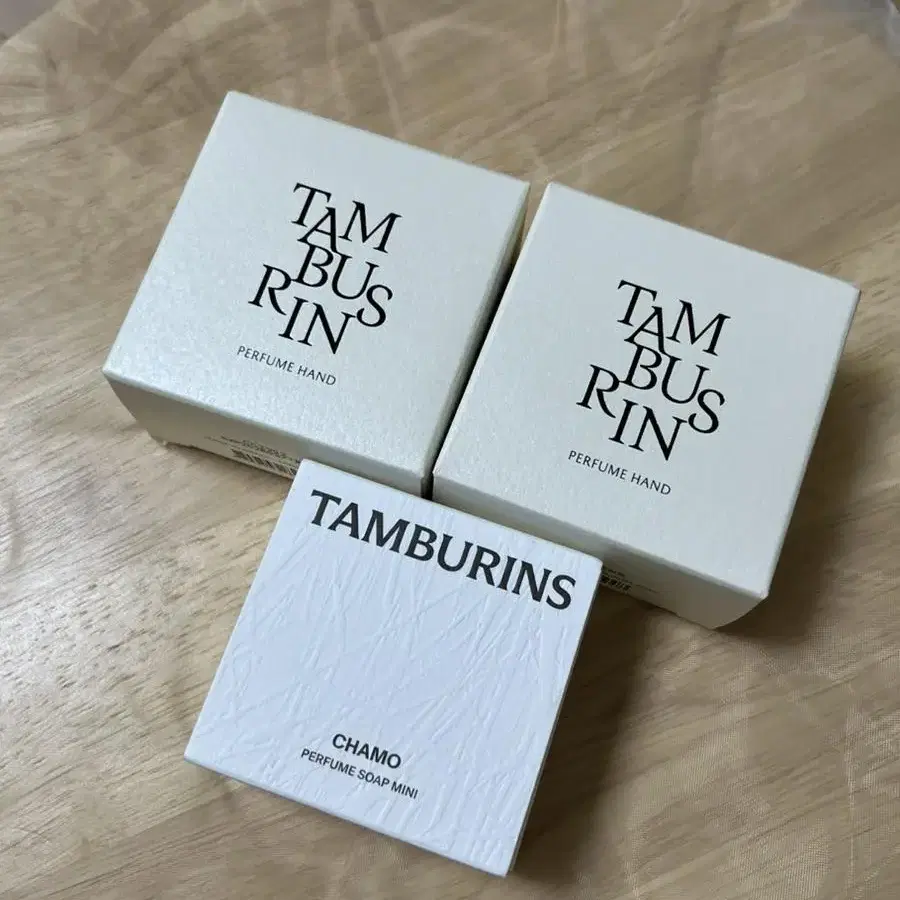 TAM
BUS
RIN
PERFUME HAND
TAM
BUS
RIN
PERFUME HAND
TAMBURINS
CHAMO
PERFUME SOAP MINI